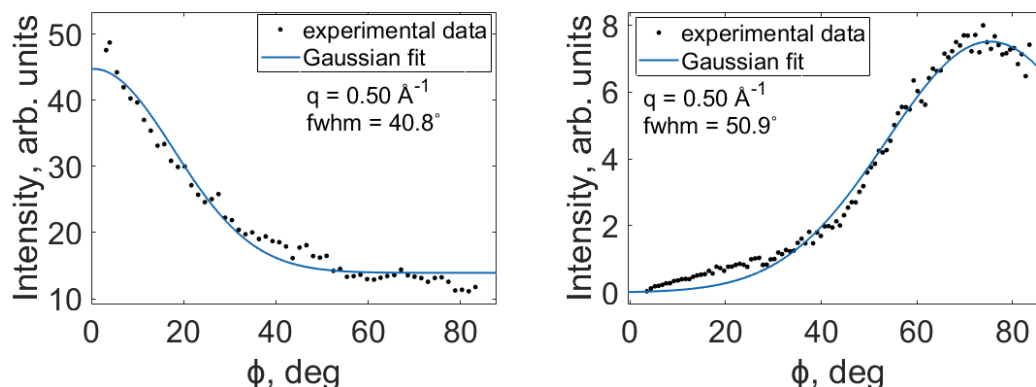 Intensity, arb. units
50
40
30
20
10
experimental data
Gaussian fit
q = 0.50 Å-1
fwhm = 40.8°
0 20 40 60 80
ϕ, deg
Intensity, arb. units
8
6
4
2
0
experimental data
Gaussian fit
q = 0.50 Å-1
fwhm = 50.9°
0 20 40 60 80
ϕ, deg